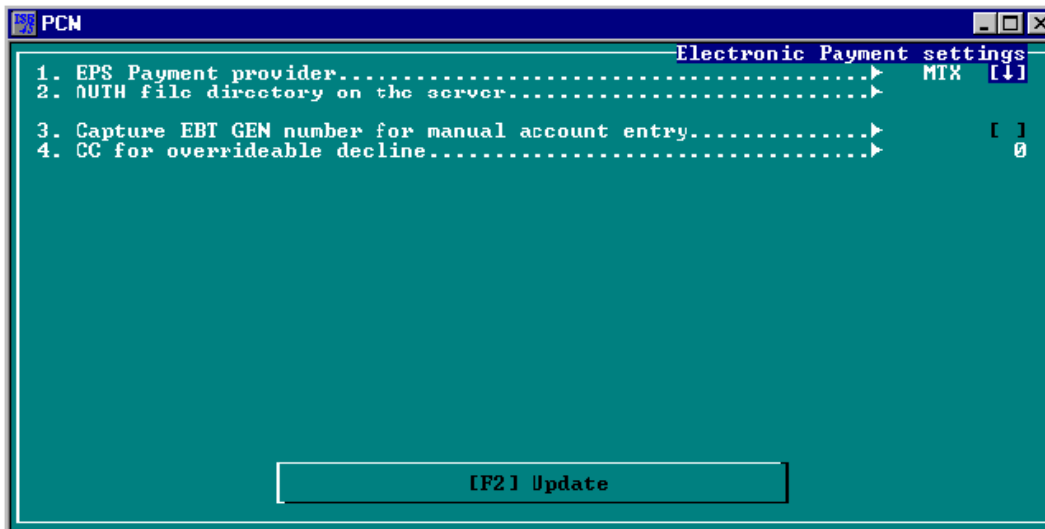 PCM
Electronic Payment settings
1. EPS Payment provider............................................► MTX [↓]
2. AUTH file directory on the server..............................►
3. Capture EBT GEN number for manual account entry...............►
[ ]
4. CC for overrideable decline.....................................► 0
[F2] Update